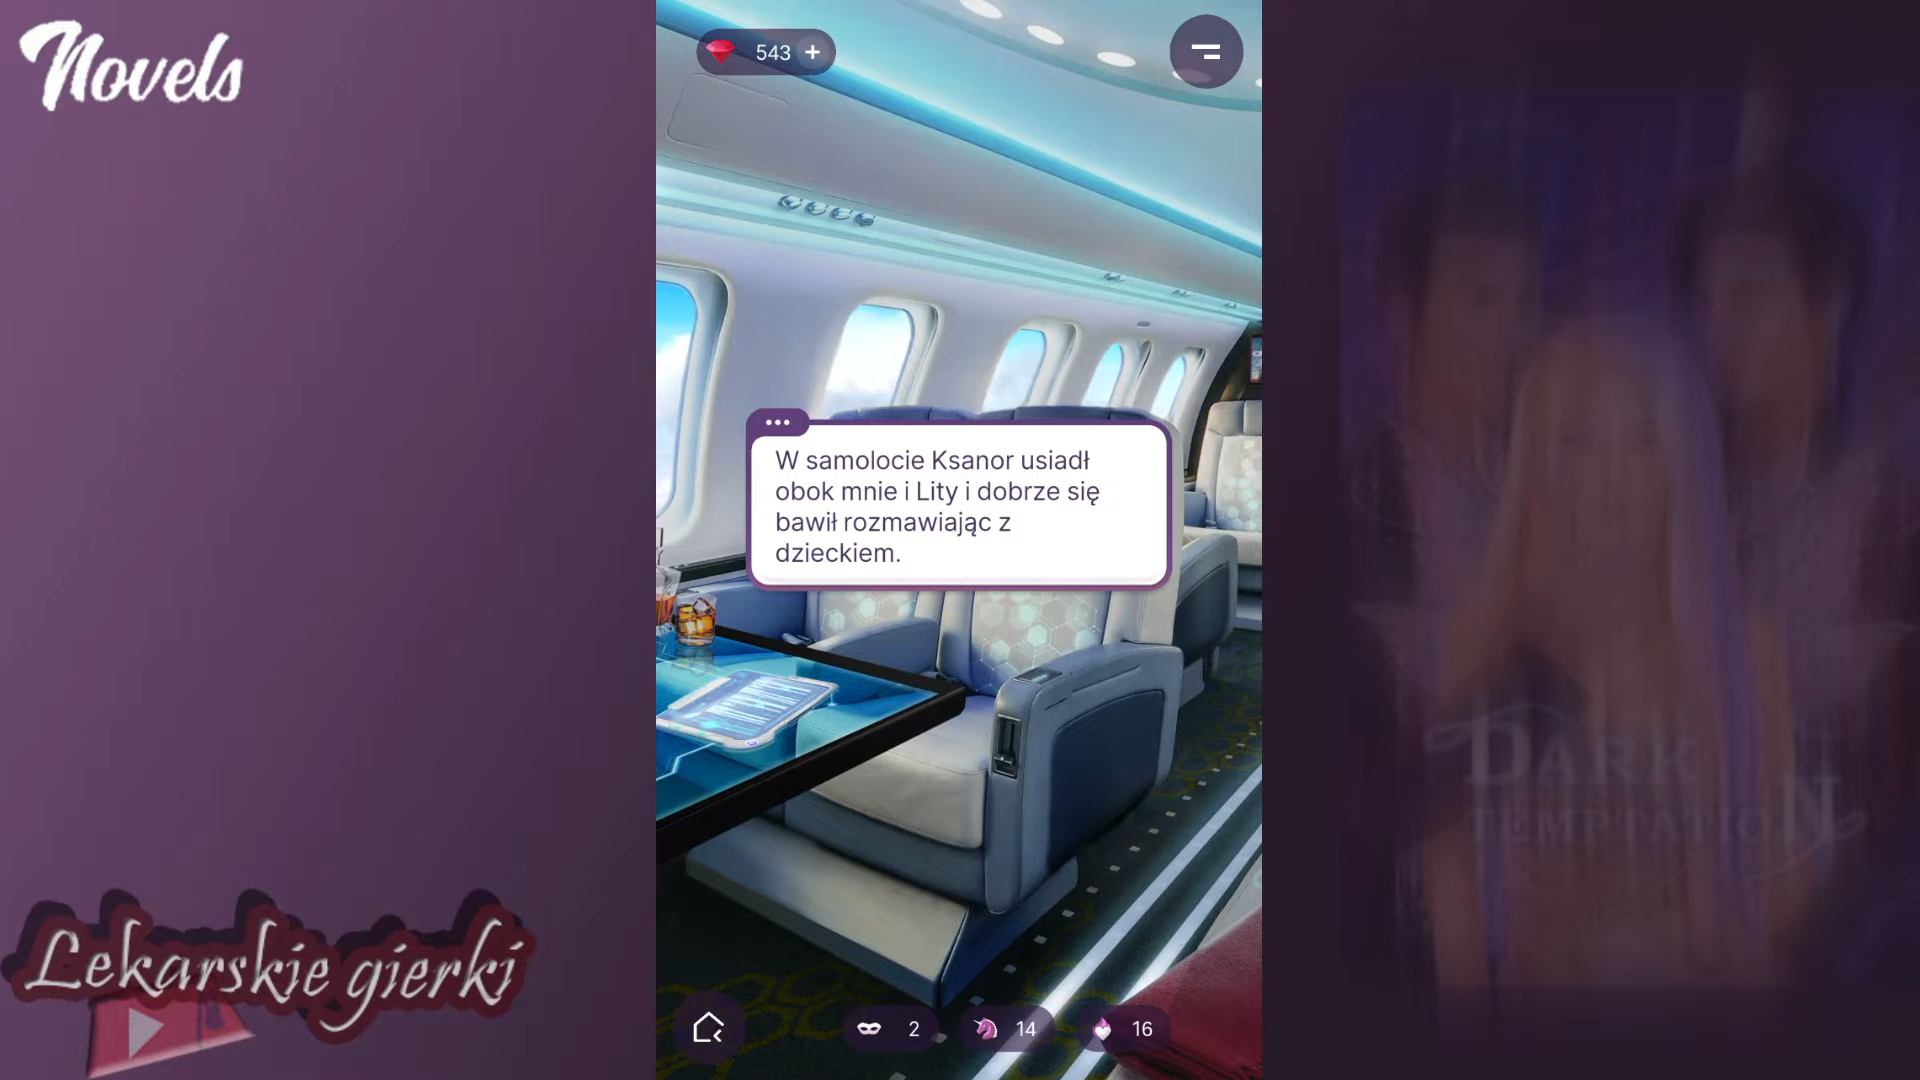 Novels
543 +
W samolocie Ksanor usiadł
obok mnie i Lity i dobrze się
bawił rozmawiając z
dzieckiem.
DARK
TEMPTATION
Lekarskie gierki
2
14
16